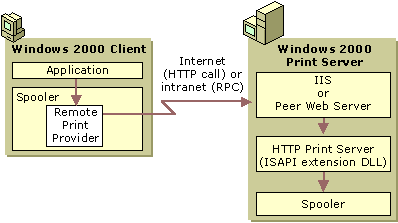 Windows 2000 Client
Application
Spooler
Remote
Print
Provider
Internet
(HTTP call) or
intranet (RPC)
Windows 2000
Print Server
IIS
or
Peer Web Server
HTTP Print Server
(ISAPI extension DLL)
Spooler